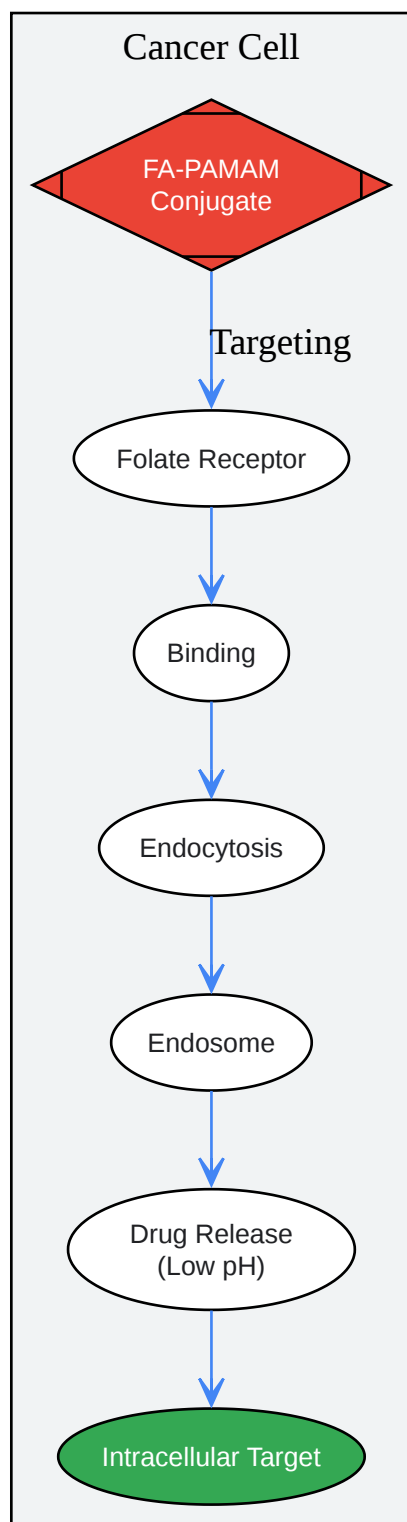 Cancer Cell
FA-PAMAM
Conjugate
Targeting
Folate Receptor
Binding
Endocytosis
Endosome
Drug Release
(Low pH)
Intracellular Target